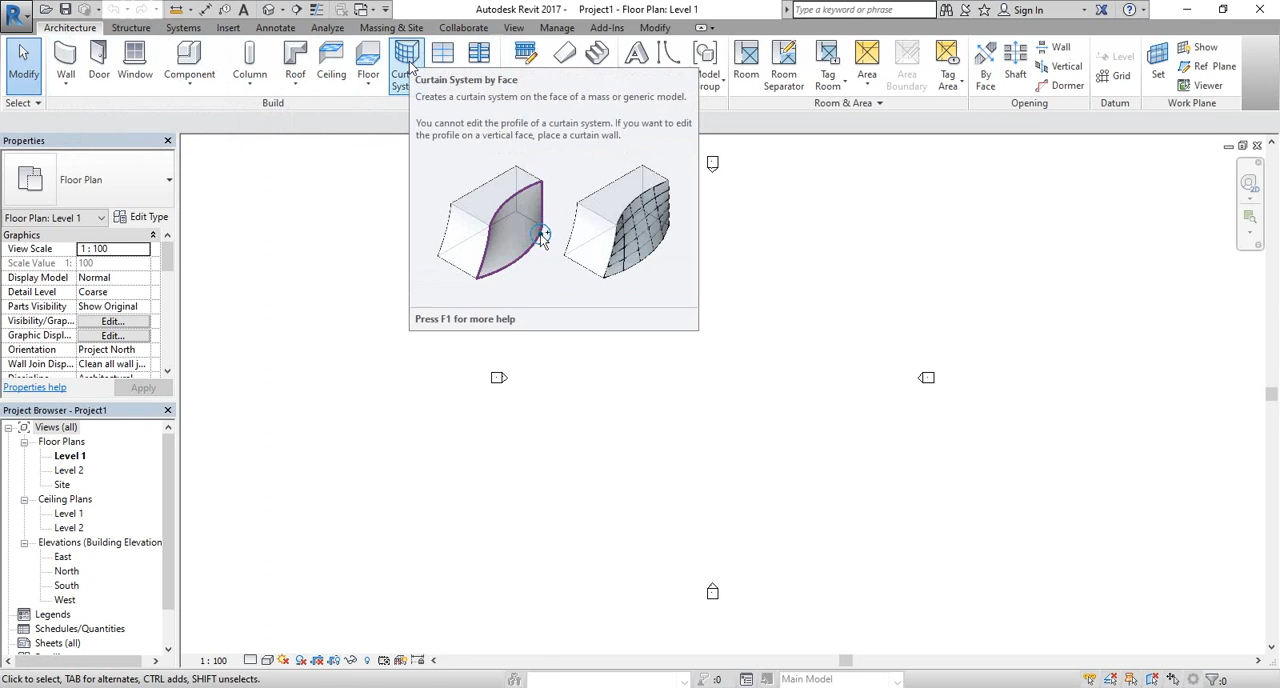 Autodesk Revit 2017 - Project1 - Floor Plan: Level 1
Type a keyword or phrase
Sign In
Architecture Structure Systems Insert Annotate Analyze Massing & Site Collaborate View Manage Add-Ins Modify
Modify
Wall
Door
Window
Component
Column
Roof
Ceiling
Floor
Room
Room
Separator
Tag
Room
Area
Area
Boundary
Tag
Area
By
Face
Shaft
Wall
Vertical
Dormer
Level
Grid
Set
Show
Ref Plane
Viewer
Select
Build
Room & Area
Opening
Datum
Work Plane
Curtain System by Face
Creates a curtain system on the face of a mass or generic model.
You cannot edit the profile of a curtain system. If you want to edit
the profile on a vertical face, place a curtain wall.
Press F1 for more help
Properties
Floor Plan
Floor Plan: Level 1
Edit Type
Graphics
View Scale 1 : 100
Scale Value 1: 100
Display Model Normal
Detail Level Coarse
Parts Visibility Show Original
Visibility/Grap... Edit...
Graphic Displ... Edit...
Orientation Project North
Wall Join Disp... Clean all wall j...
Properties help
Apply
Project Browser - Project1
Views (all)
Floor Plans
Level 1
Level 2
Site
Ceiling Plans
Level 1
Level 2
Elevations (Building Elevation
East
North
South
West
Legends
Schedules/Quantities
Sheets (all)
1 : 100
Click to select, TAB for alternates, CTRL adds, SHIFT unselects.
:0
Main Model
:0